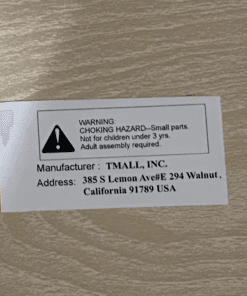 WARNING:
CHOKING HAZARD--Small parts.
Not for children under 3 yrs.
Adult assembly required.
Manufacturer : TMALL, INC.
Address: 385 S Lemon Ave#E 294 Walnut,
California 91789 USA